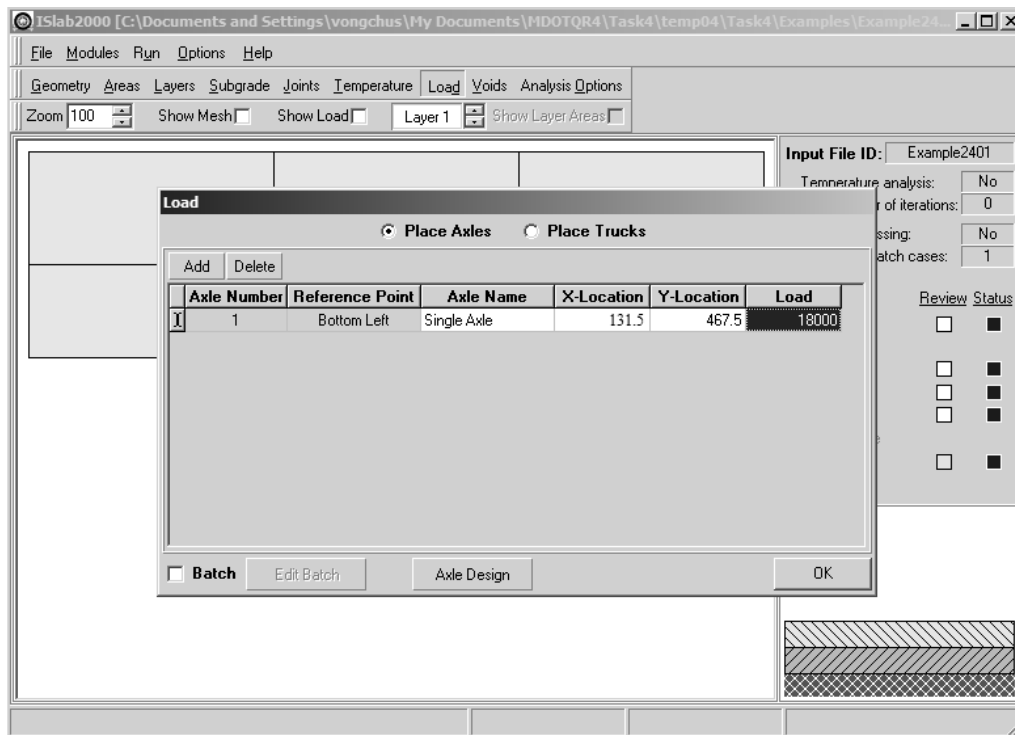 ISlab2000 [C:\Documents and Settings\vongchus\My Documents\MDOTQR4\Task4\temp04\Task4\Examples\Example24...
File Modules Run Options Help
Geometry Areas Layers Subgrade Joints Temperature Load Voids Analysis Options
Zoom 100 Show Mesh Show Load Layer 1 Show Layer Areas
Input File ID: Example2401
Temperature analysis: No
r of iterations: 0
ssing: No
atch cases: 1
Review Status
Load
Place Axles Place Trucks
Add Delete
Axle Number Reference Point Axle Name X-Location Y-Location Load
1 Bottom Left Single Axle 131.5 467.5 18000
Batch Edit Batch Axle Design OK